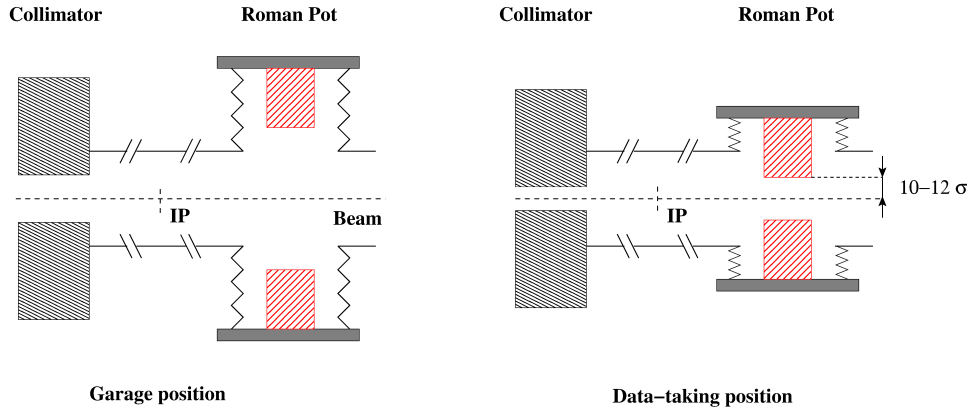 Collimator Roman Pot
Collimator Roman Pot
10–12 σ
IP
Beam
IP
Garage position
Data–taking position